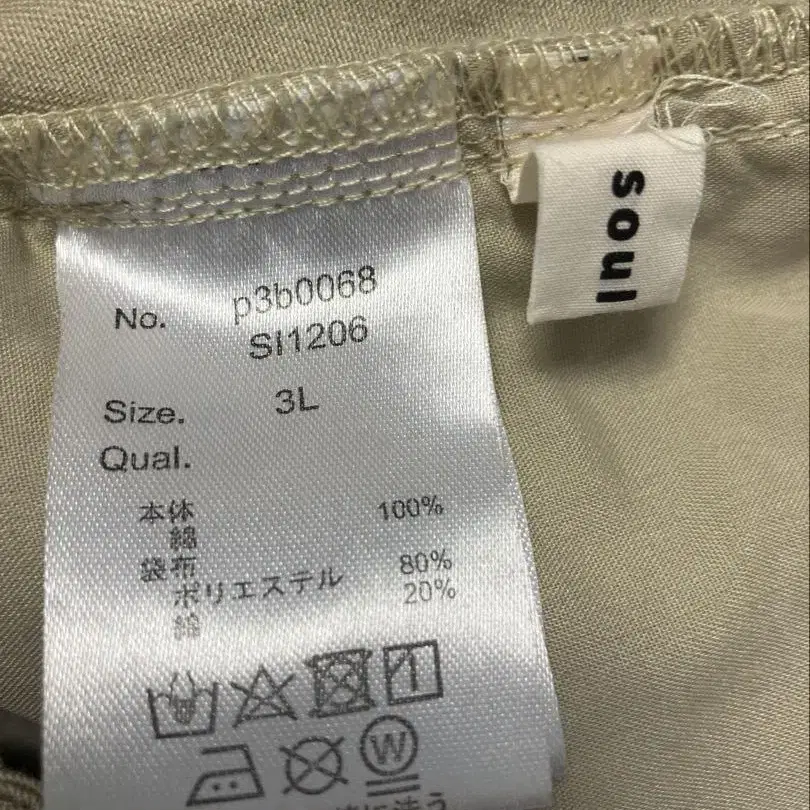 soul
No. p3b0068
SI1206
Size. 3L
Qual.
本体 100%
綿
袋布 80%
ポリエステル 20%
綿
W